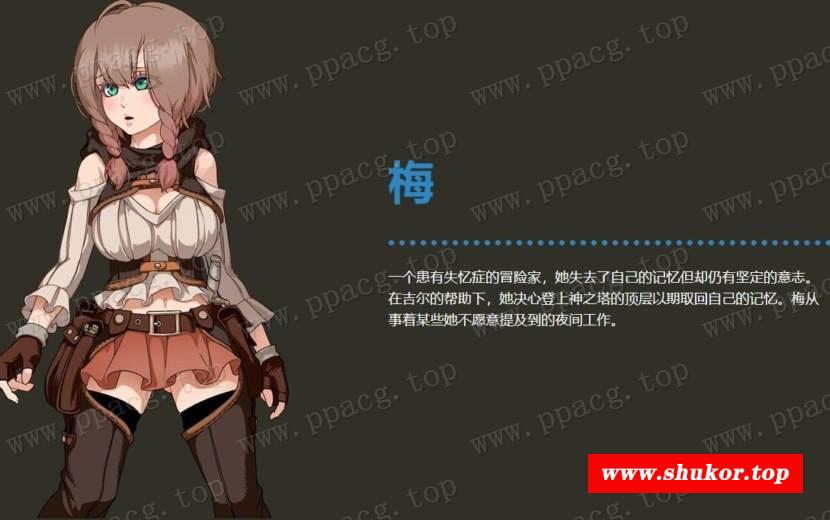 梅
一个患有失忆症的冒险家，她失去了自己的记忆但却仍有坚定的意志。
在吉尔的帮助下，她决心登上神之塔的顶层以期取回自己的记忆。梅从
事着某些她不愿意提及到的夜间工作。
www.shukor.top
www.ppacg.top